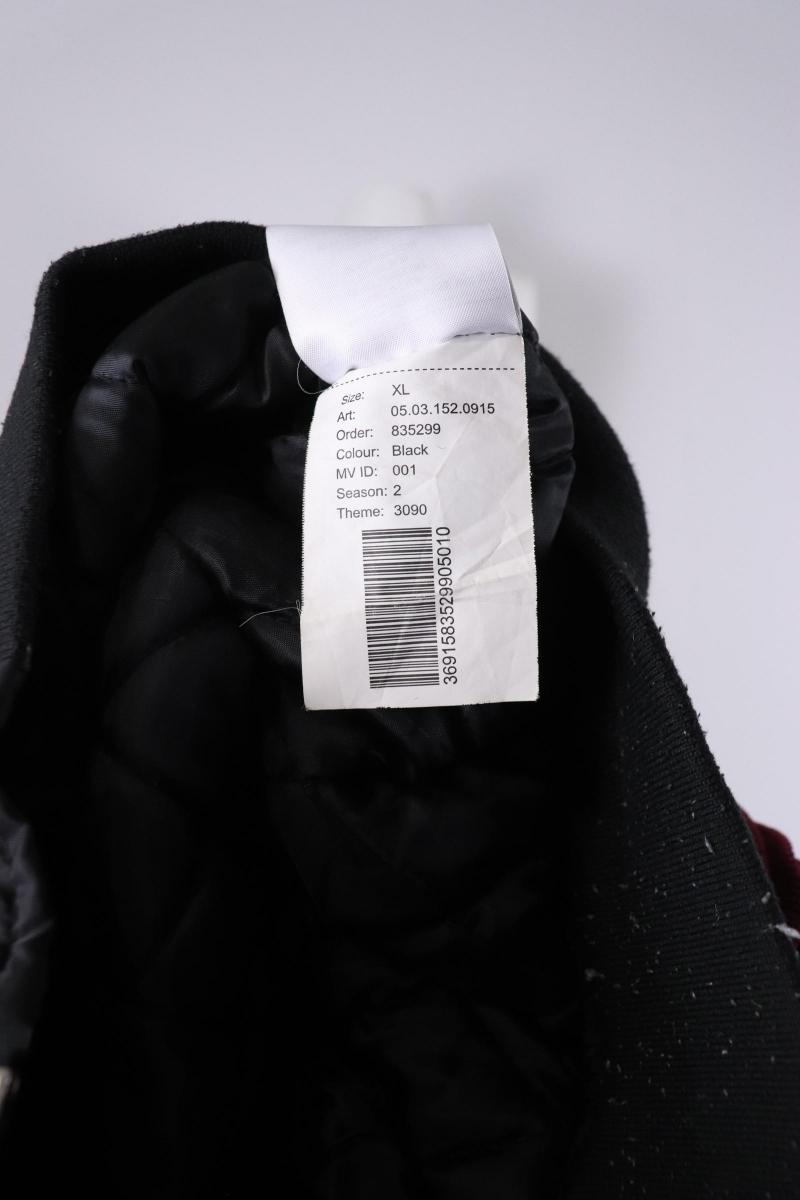 Size: XL
Art: 05.03.152.0915
Order: 835299
Colour: Black
MV ID: 001
Season: 2
Theme: 3090
3691583529905010